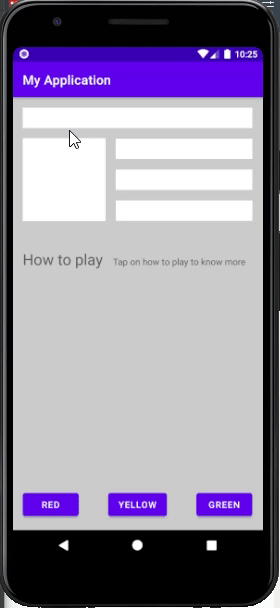 10:25
My Application
How to play Tap on how to play to know more
RED YELLOW GREEN